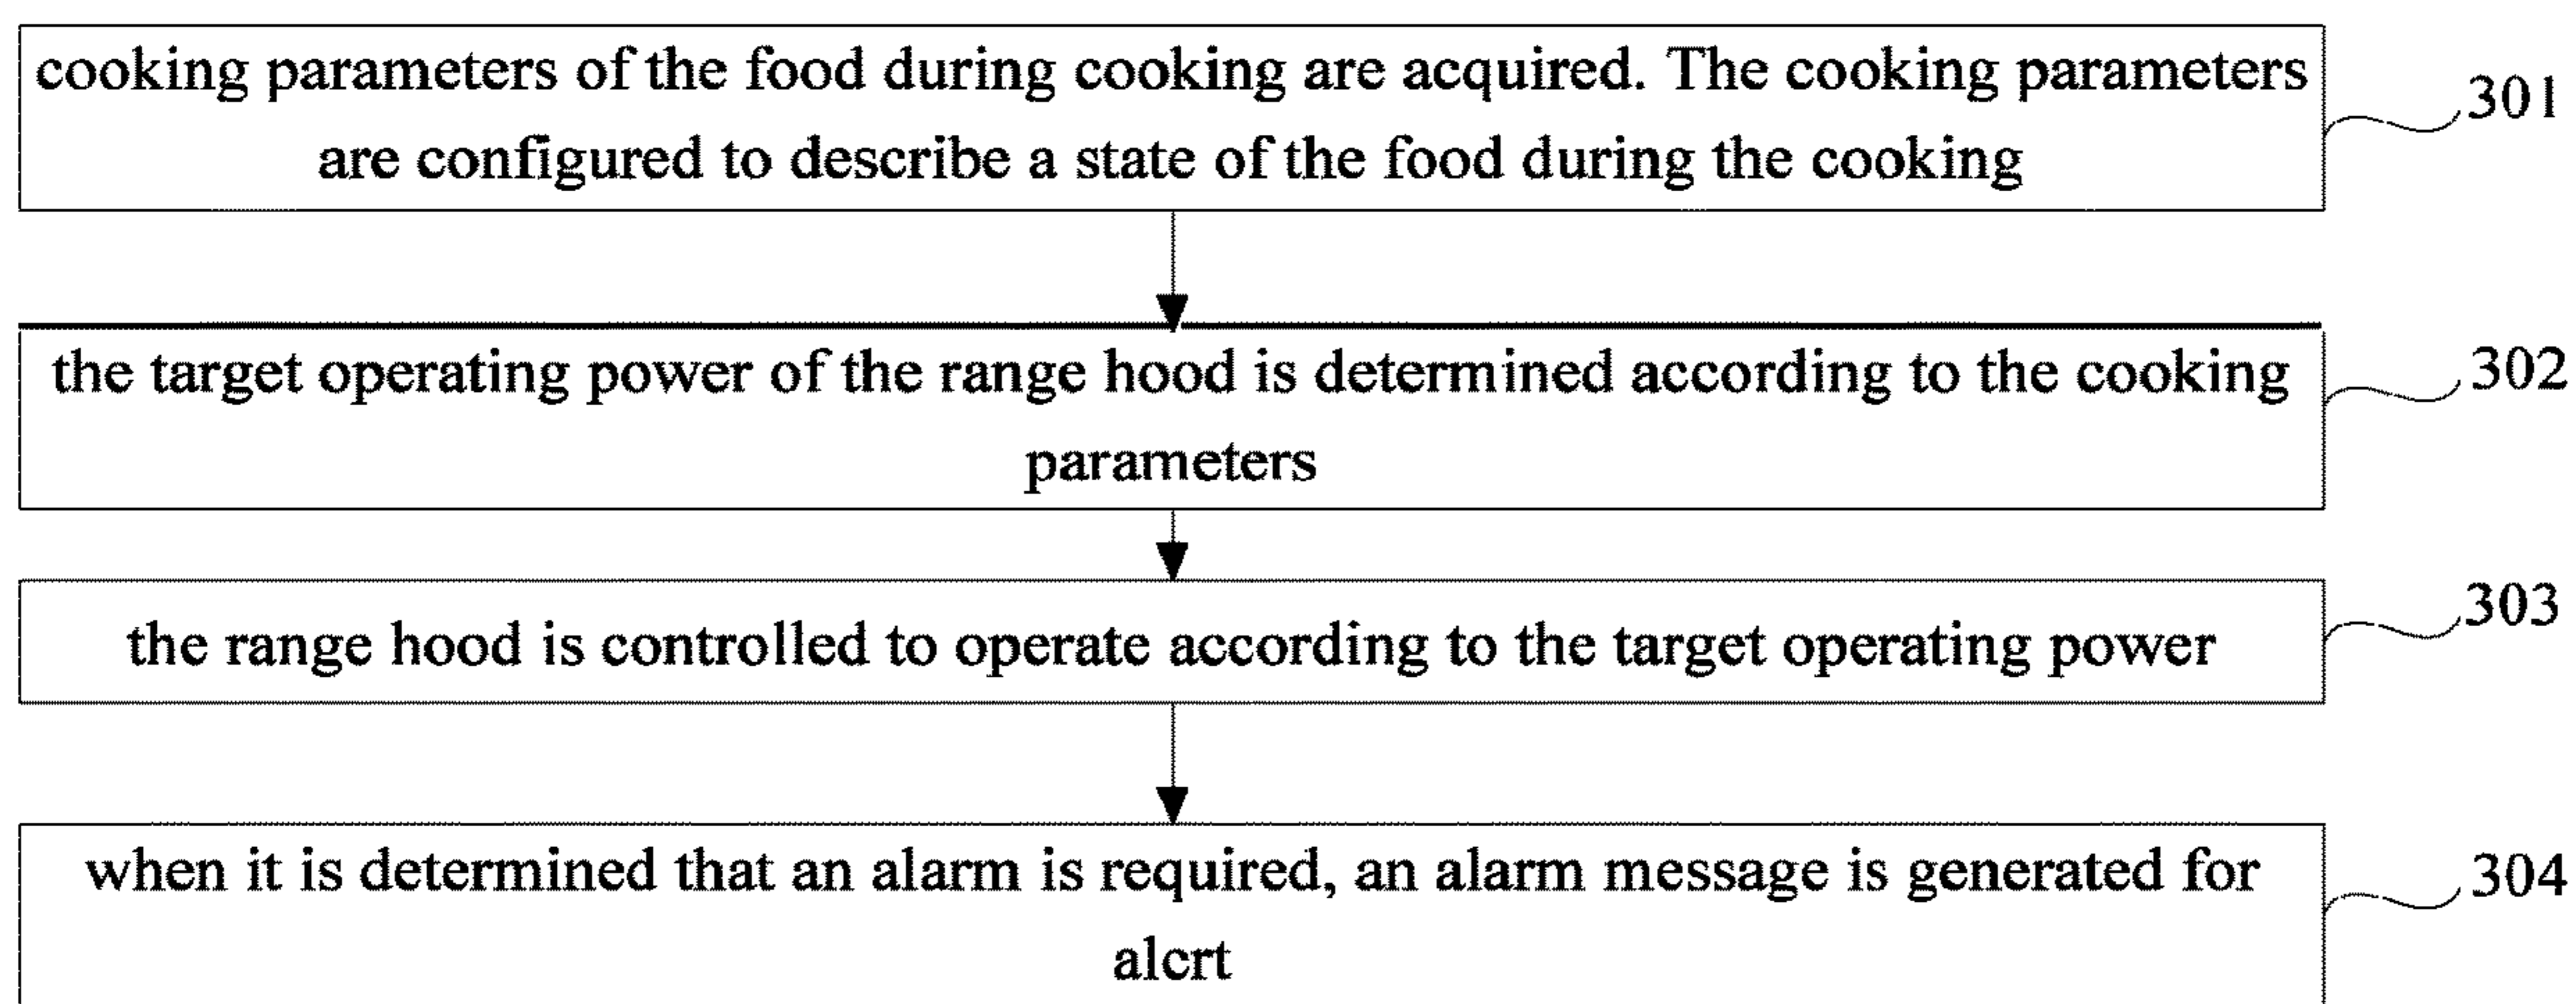 cooking parameters of the food during cooking are acquired. The cooking parameters
are configured to describe a state of the food during the cooking
301
the target operating power of the range hood is determined according to the cooking
parameters
302
the range hood is controlled to operate according to the target operating power
303
when it is determined that an alarm is required, an alarm message is generated for
alert
304